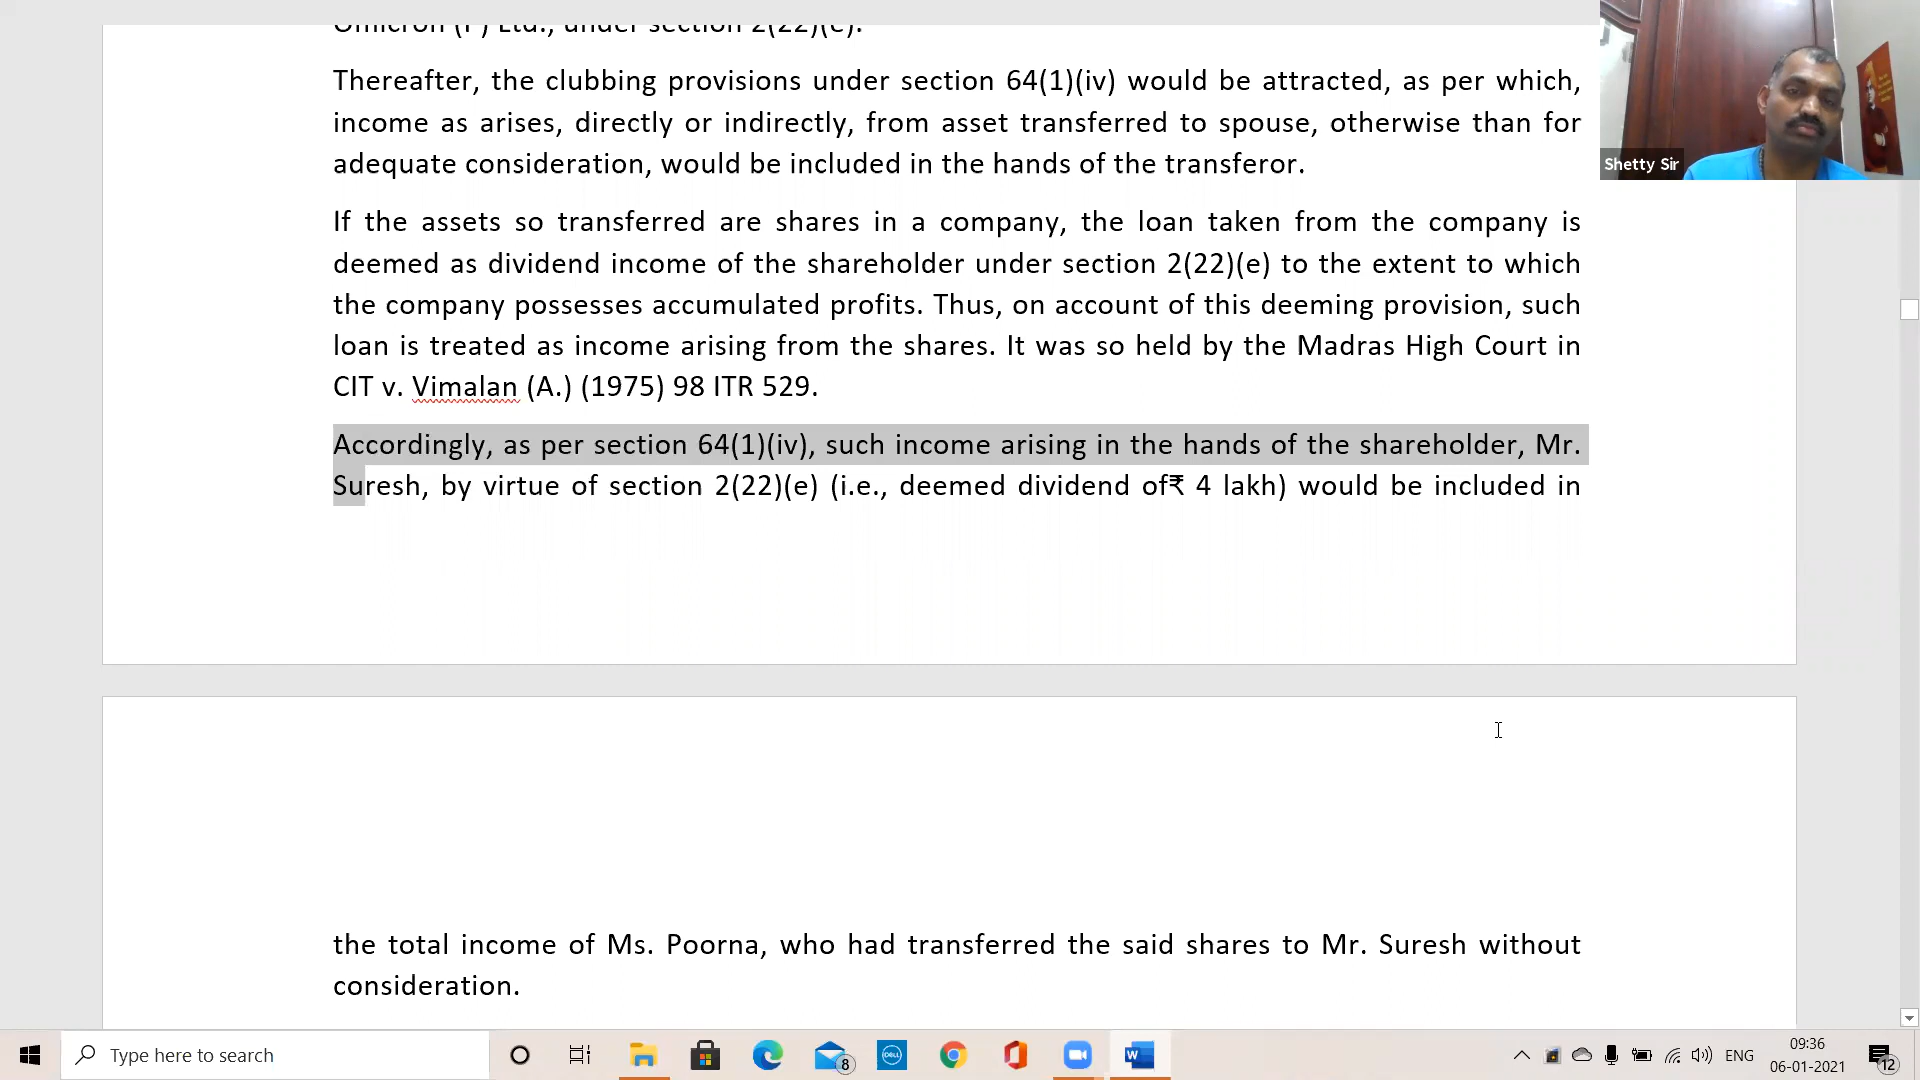 Omicron (P) Ltd., under section 2(22)(e).
Thereafter, the clubbing provisions under section 64(1)(iv) would be attracted, as per which,
income as arises, directly or indirectly, from asset transferred to spouse, otherwise than for
adequate consideration, would be included in the hands of the transferor.
Shetty Sir
If the assets so transferred are shares in a company, the loan taken from the company is
deemed as dividend income of the shareholder under section 2(22)(e) to the extent to which
the company possesses accumulated profits. Thus, on account of this deeming provision, such
loan is treated as income arising from the shares. It was so held by the Madras High Court in
CIT v. Vimalan (A.) (1975) 98 ITR 529.
Accordingly, as per section 64(1)(iv), such income arising in the hands of the shareholder, Mr.
Suresh, by virtue of section 2(22)(e) (i.e., deemed dividend of₹ 4 lakh) would be included in
the total income of Ms. Poorna, who had transferred the said shares to Mr. Suresh without
consideration.
Type here to search
8
DELL
W
ENG
09:36
06-01-2021
12